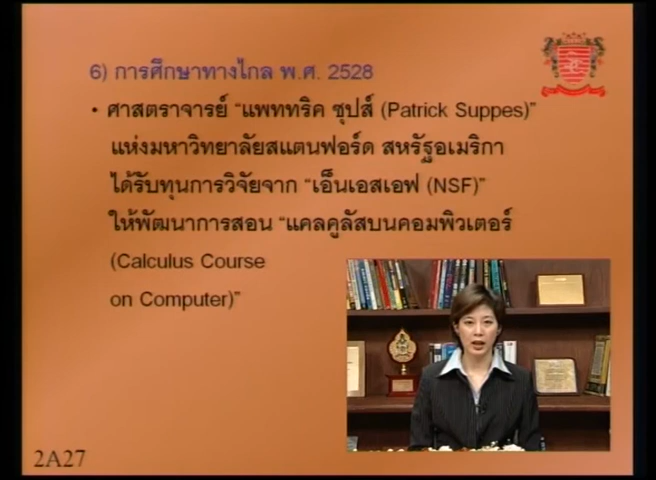 6) การศึกษาทางไกล พ.ศ. 2528
• ศาสตราจารย์ “แพททริค ซุปส์ (Patrick Suppes)”
แห่งมหาวิทยาลัยสแตนฟอร์ด สหรัฐอเมริกา
ได้รับทุนการวิจัยจาก “เอ็นเอสเอฟ (NSF)”
ให้พัฒนาการสอน “แคลคูลัสบนคอมพิวเตอร์
(Calculus Course
on Computer)”
2A27